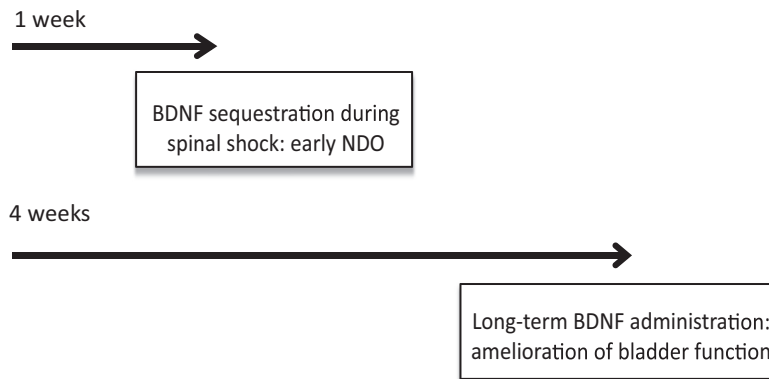 1 week
BDNF sequestration during
spinal shock: early NDO
4 weeks
Long-term BDNF administration:
amelioration of bladder function